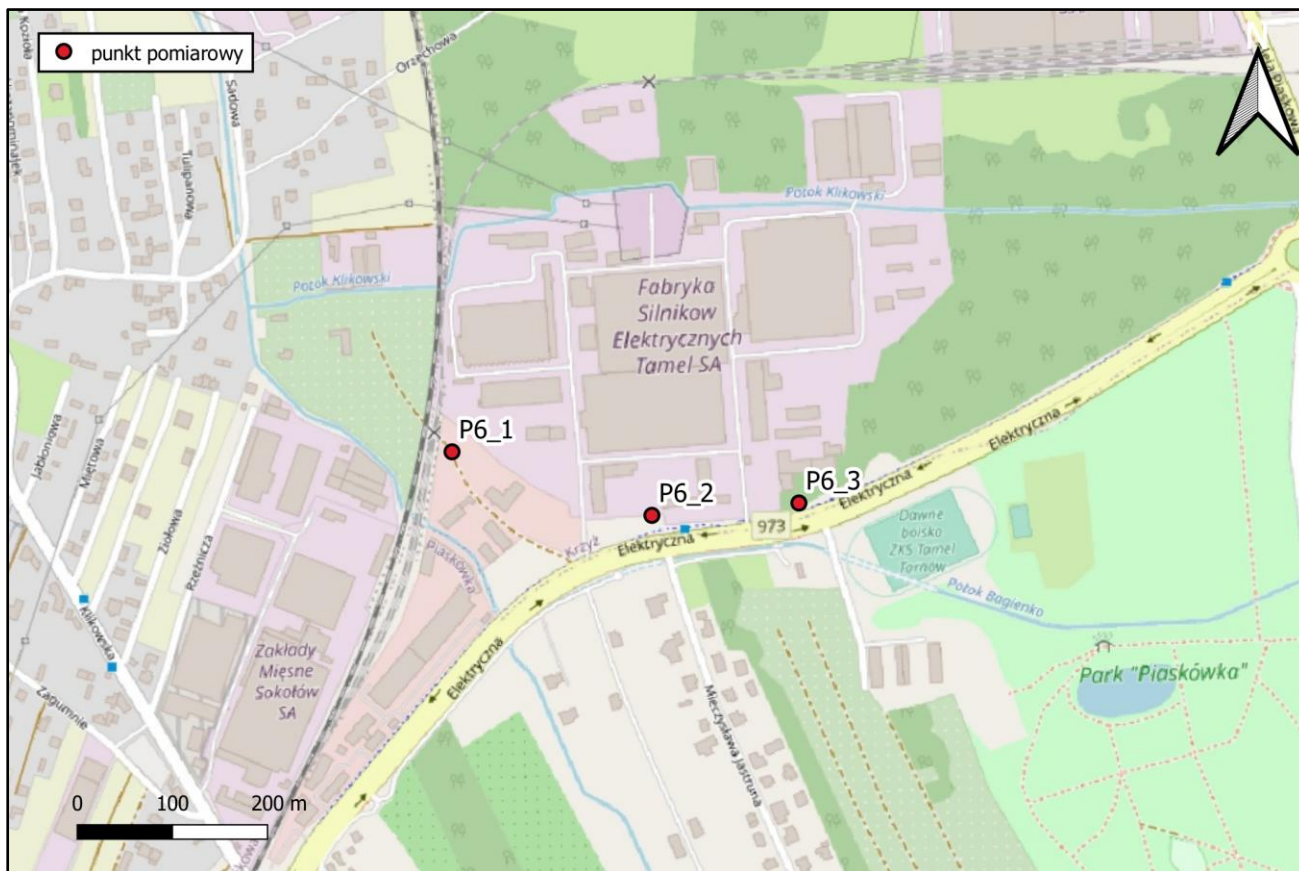 Kozioła
punkt pomiarowy
Orzechowa
Sadowa
Tulipanowa
N
Potok Klikowski
Potok Klikowski
Fabryka
Silnikow
Elektrycznych
Tamel SA
P6_1
P6_2
P6_3
973
Elektryczna
Elektryczna
Elektryczna
Elektryczna
Krzyż
Dawne
boisko
ZKS Tamel
Tarnów
Potok Bagienko
Park "Piaskówka"
Jabłoniowa
Miętowa
Ziołowa
Rzeźnicza
Klikowska
Zagumnie
Piaskówka
Zakłady
Mięsne
Sokołów
SA
Mieczysława Jastruna
0 100 200 m